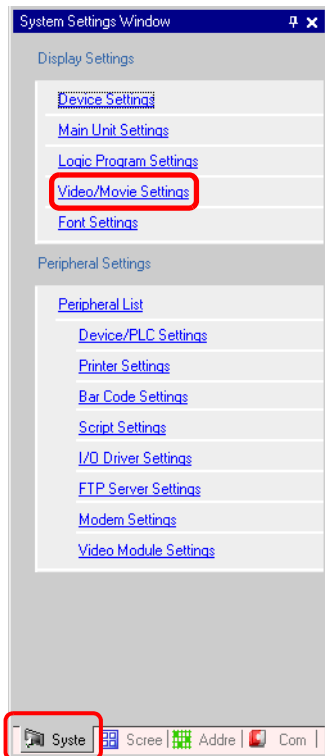 System Settings Window
Display Settings
Device Settings
Main Unit Settings
Logic Program Settings
Video/Movie Settings
Font Settings
Peripheral Settings
Peripheral List
Device/PLC Settings
Printer Settings
Bar Code Settings
Script Settings
I/O Driver Settings
FTP Server Settings
Modem Settings
Video Module Settings
Syste Scree Addre Com